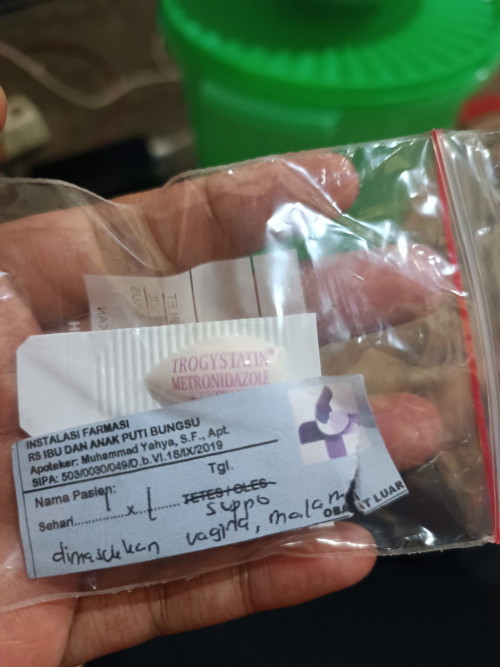 TROGYSTATIN
METRONIDAZOLE
INSTALASI FARMASI
RS IBU DAN ANAK PUTI BUNGSU
Apoteker: Muhammad Yahya, S.F., Apt
SIPA: 503/0030/049/D.b.VI.18/IX/2019
Tgl.
Nama Pasien:
Sehari........1 x 1........ TETES/OLES
suppo
dimasukkan vagina, malam
OBAT LUAR